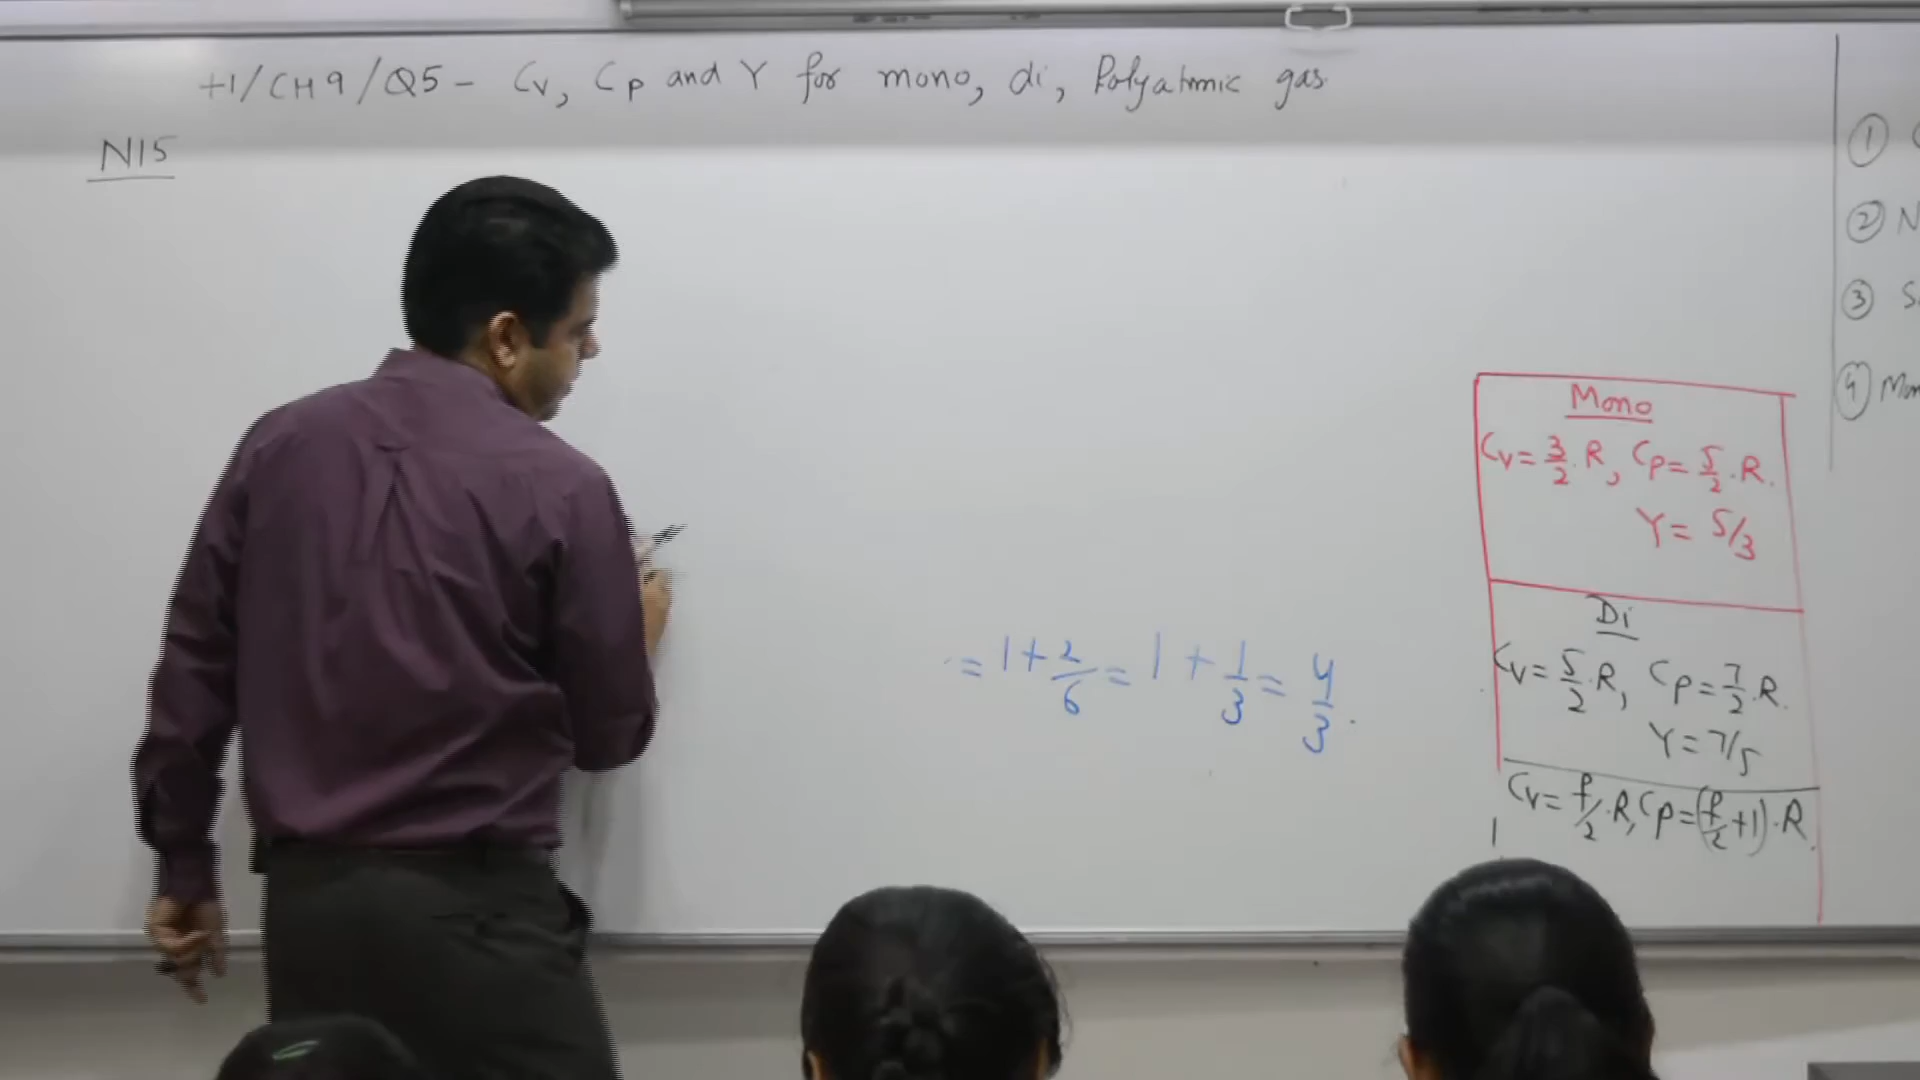 +1/CH9/Q5 - Cv, Cp and γ for mono, di, Polyatomic gas.
N15
= 1 + 2/6 = 1 + 1/3 = 4/3.
Mono
Cv = 3/2 . R, Cp = 5/2 . R.
γ = 5/3
Di
Cv = 5/2 . R, Cp = 7/2 . R.
γ = 7/5
Cv = f/2 . R, Cp = (f/2 + 1) . R.
①
② N
③ S
④